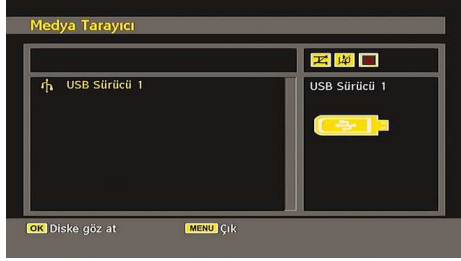 Medya Tarayıcı
USB Sürücü 1
USB Sürücü 1
OK Diske göz at
MENU Çık